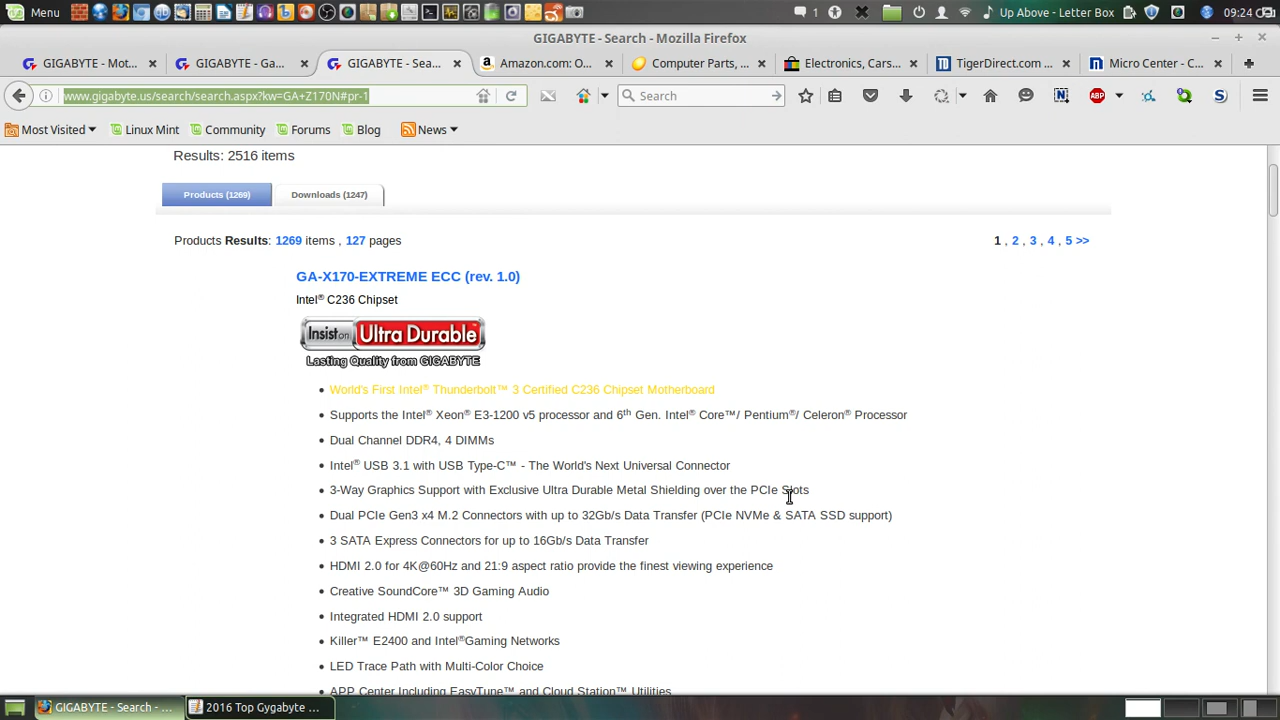 Menu
1
Up Above - Letter Box
09:24
GIGABYTE - Search - Mozilla Firefox
GIGABYTE - Mot... × GIGABYTE - Ga... × GIGABYTE - Sea... × Amazon.com: O... × Computer Parts, ... × Electronics, Cars... × TigerDirect.com ... × Micro Center - C... ×
www.gigabyte.us/search/search.aspx?kw=GA+Z170N#pr-1
Search
ABP
Most Visited Linux Mint Community Forums Blog News
Results: 2516 items
Products (1269) Downloads (1247)
Products Results: 1269 items , 127 pages 1 , 2 , 3 , 4 , 5 >>
GA-X170-EXTREME ECC (rev. 1.0)
Intel® C236 Chipset
Insist on Ultra Durable™
Lasting Quality from GIGABYTE
• World's First Intel® Thunderbolt™ 3 Certified C236 Chipset Motherboard
• Supports the Intel® Xeon® E3-1200 v5 processor and 6th Gen. Intel® Core™/ Pentium®/ Celeron® Processor
• Dual Channel DDR4, 4 DIMMs
• Intel® USB 3.1 with USB Type-C™ - The World's Next Universal Connector
• 3-Way Graphics Support with Exclusive Ultra Durable Metal Shielding over the PCIe Slots
• Dual PCIe Gen3 x4 M.2 Connectors with up to 32Gb/s Data Transfer (PCIe NVMe & SATA SSD support)
• 3 SATA Express Connectors for up to 16Gb/s Data Transfer
• HDMI 2.0 for 4K@60Hz and 21:9 aspect ratio provide the finest viewing experience
• Creative SoundCore™ 3D Gaming Audio
• Integrated HDMI 2.0 support
• Killer™ E2400 and Intel®Gaming Networks
• LED Trace Path with Multi-Color Choice
• APP Center Including EasyTune™ and Cloud Station™ Utilities
GIGABYTE - Search - ... 2016 Top Gygabyte ...